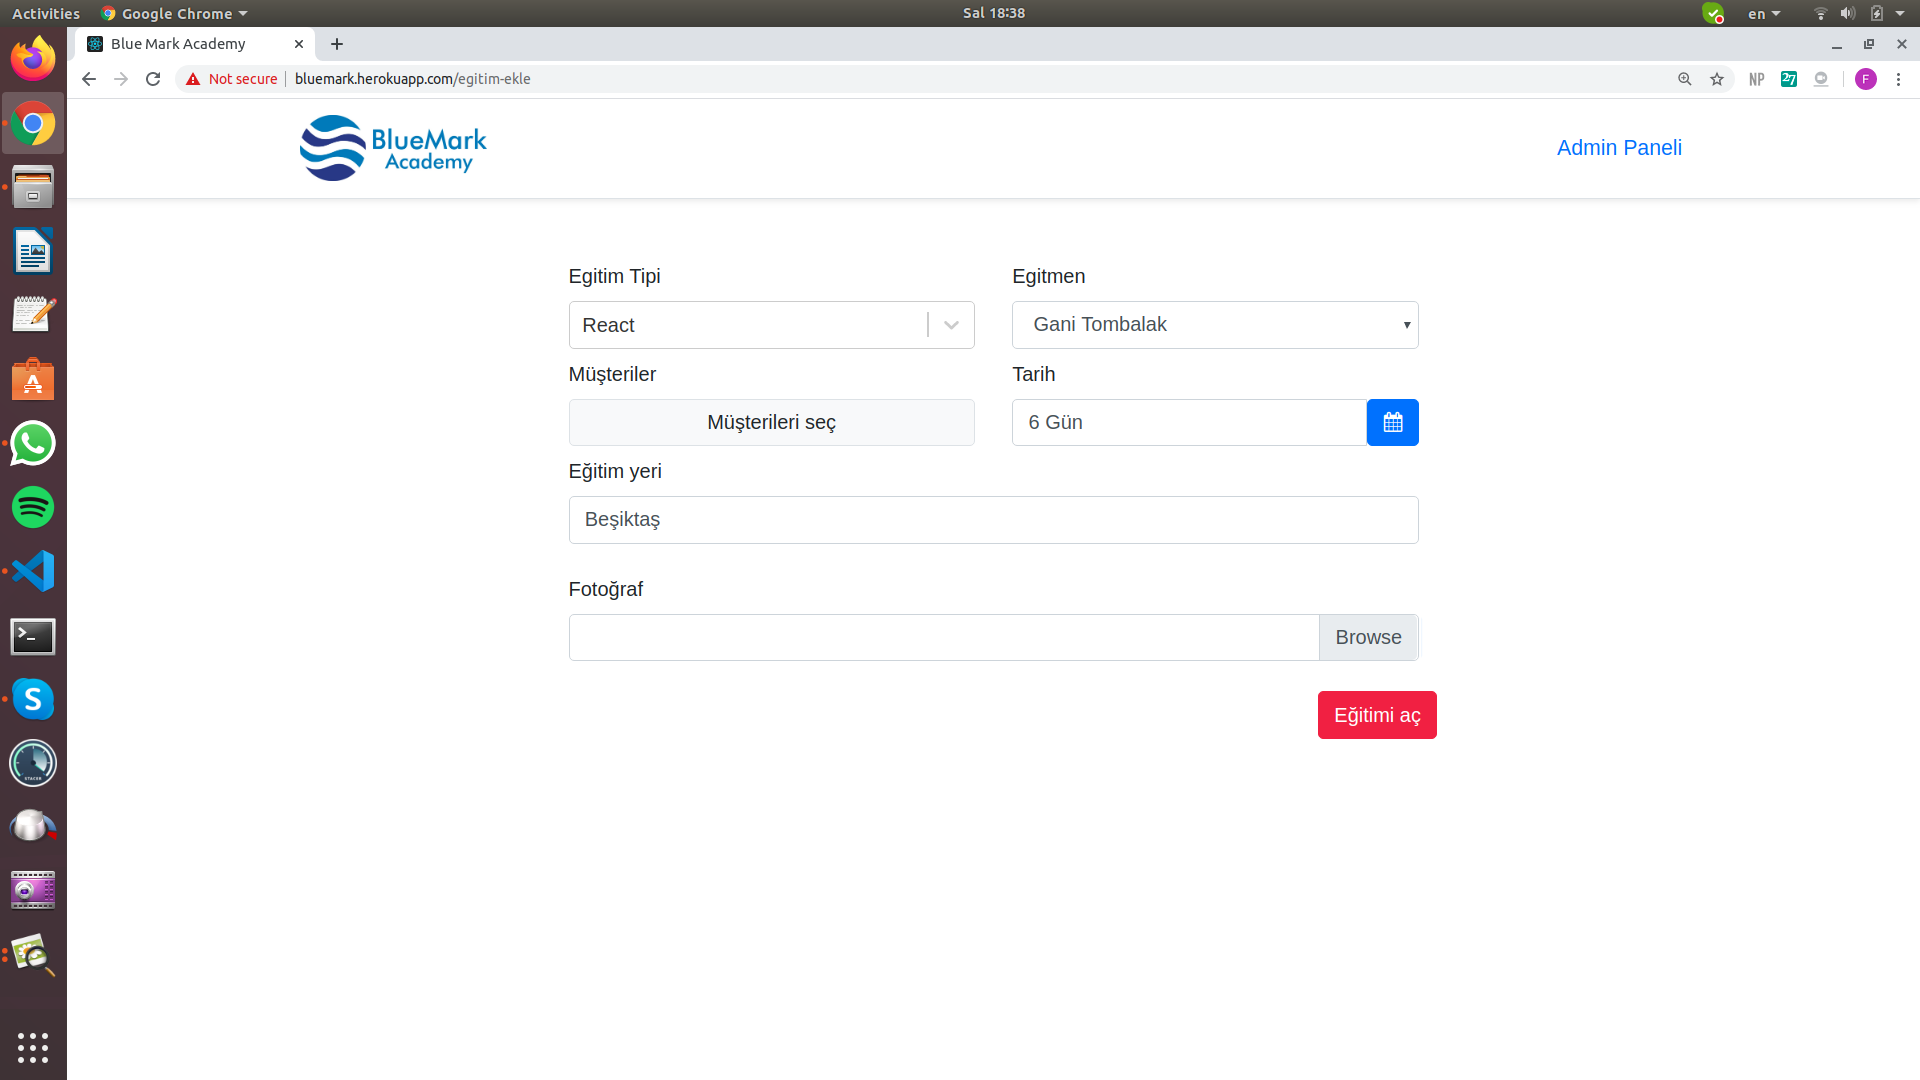 Activities Google Chrome Sal 18:38 en
Blue Mark Academy
Not secure bluemark.herokuapp.com/egitim-ekle NP 27 F
BlueMark
Academy
Admin Paneli
Egitim Tipi Egitmen
React Gani Tombalak
Müşteriler Tarih
Müşterileri seç 6 Gün
Eğitim yeri
Beşiktaş
Fotoğraf
Browse
Eğitimi aç
STACER